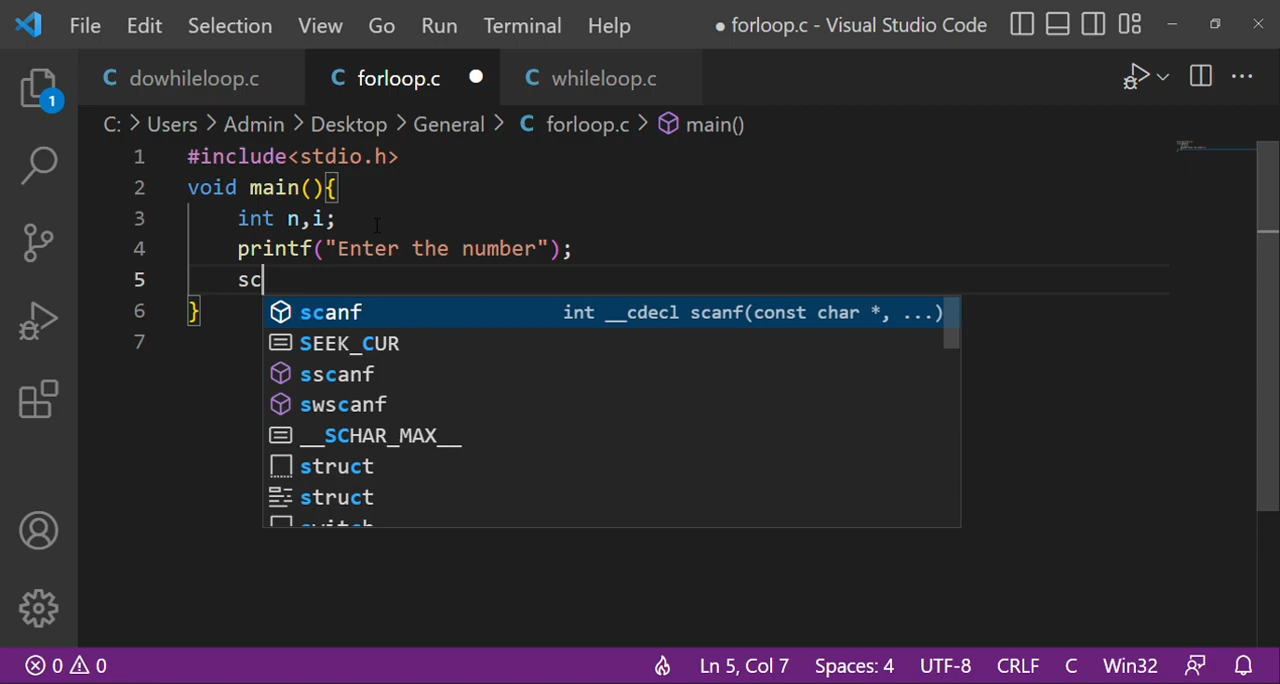 File Edit Selection View Go Run Terminal Help ● forloop.c - Visual Studio Code
C dowhileloop.c C forloop.c C whileloop.c
C: > Users > Admin > Desktop > General > C forloop.c > main()
1 #include<stdio.h>
2 void main(){
3 int n,i;
4 printf("Enter the number");
5 sc
6 }
7
scanf int __cdecl scanf(const char *, ...)
SEEK_CUR
sscanf
swscanf
__SCHAR_MAX__
struct
struct
switch
1
0 0 Ln 5, Col 7 Spaces: 4 UTF-8 CRLF C Win32